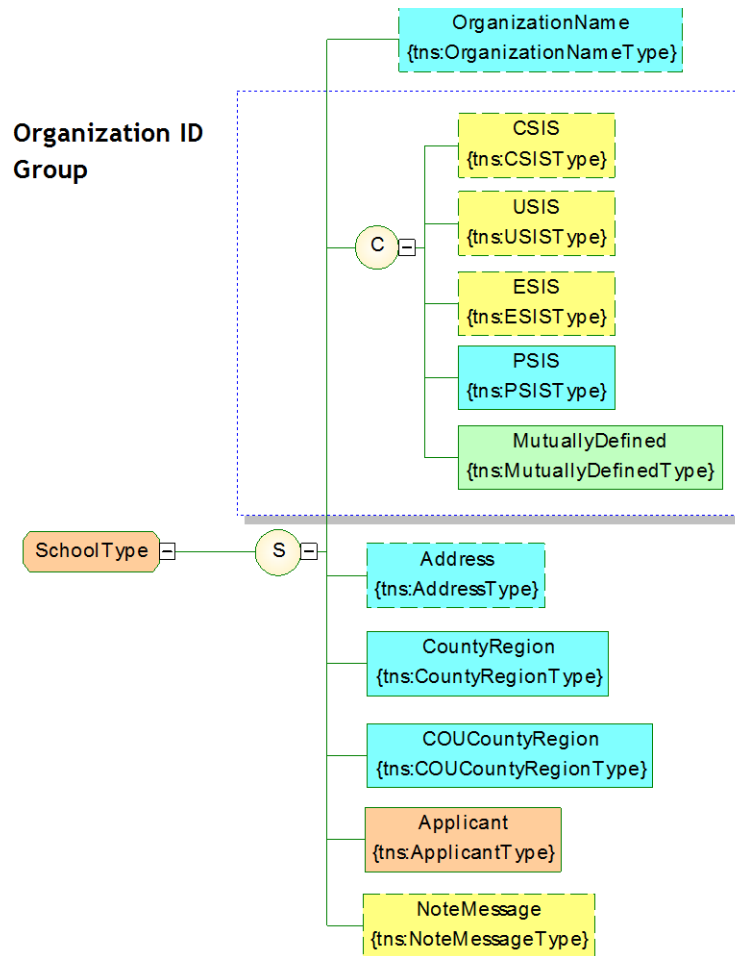 OrganizationName
{tns:OrganizationNameType}
Organization ID
Group
CSIS
{tns:CSISType}
USIS
{tns:USISType}
C
ESIS
{tns:ESISType}
PSIS
{tns:PSISType}
MutuallyDefined
{tns:MutuallyDefinedType}
SchoolType
S
Address
{tns:AddressType}
CountyRegion
{tns:CountyRegionType}
COUCountyRegion
{tns:COUCountyRegionType}
Applicant
{tns:ApplicantType}
NoteMessage
{tns:NoteMessageType}